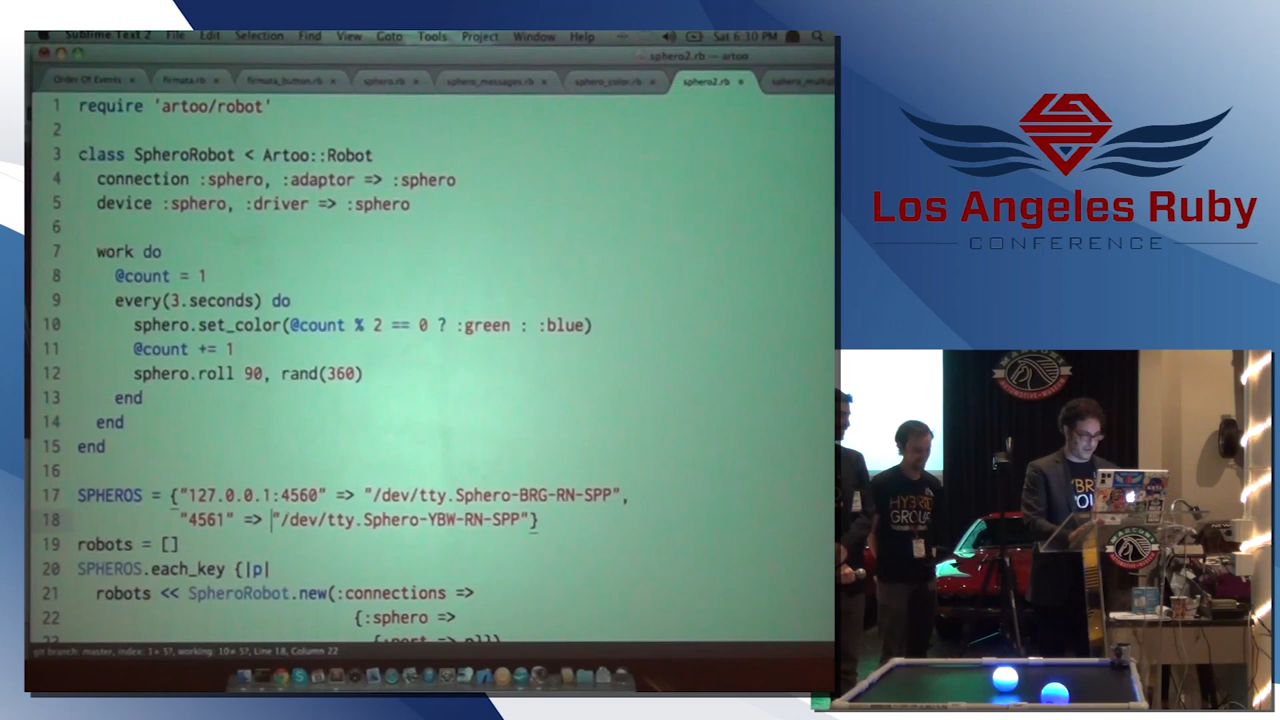 Sublime Text 2 File Edit Selection Find View Goto Tools Project Window Help Sat 6:30 PM
sphero2.rb — artoo
Order Of Events firmata.rb firmata_button.rb sphero.rb sphero_messages.rb sphero_color.rb sphero2.rb
1 require 'artoo/robot'
2
3 class SpheroRobot < Artoo::Robot
4 connection :sphero, :adaptor => :sphero
5 device :sphero, :driver => :sphero
6
7 work do
8 @count = 1
9 every(3.seconds) do
10 sphero.set_color(@count % 2 == 0 ? :green : :blue)
11 @count += 1
12 sphero.roll 90, rand(360)
13 end
14 end
15 end
16
17 SPHEROS = {"127.0.0.1:4560" => "/dev/tty.Sphero-BRG-RN-SPP",
18 "4561" => "/dev/tty.Sphero-YBW-RN-SPP"}
19 robots = []
20 SPHEROS.each_key {|p|
21 robots << SpheroRobot.new(:connections =>
22 {:sphero =>
Line 18, Column 22
Los Angeles Ruby
CONFERENCE
MARCONI
AUTOMOTIVE MUSEUM
HYBRID
GROUP
MARCONI